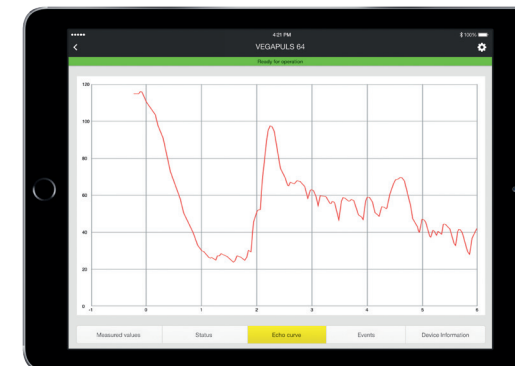 4:21 PM
100%
VEGAPULS 64
Ready for operation
120
100
80
60
40
20
0
-1 0 1 2 3 4 5 6
Measured values Status Echo curve Events Device Information